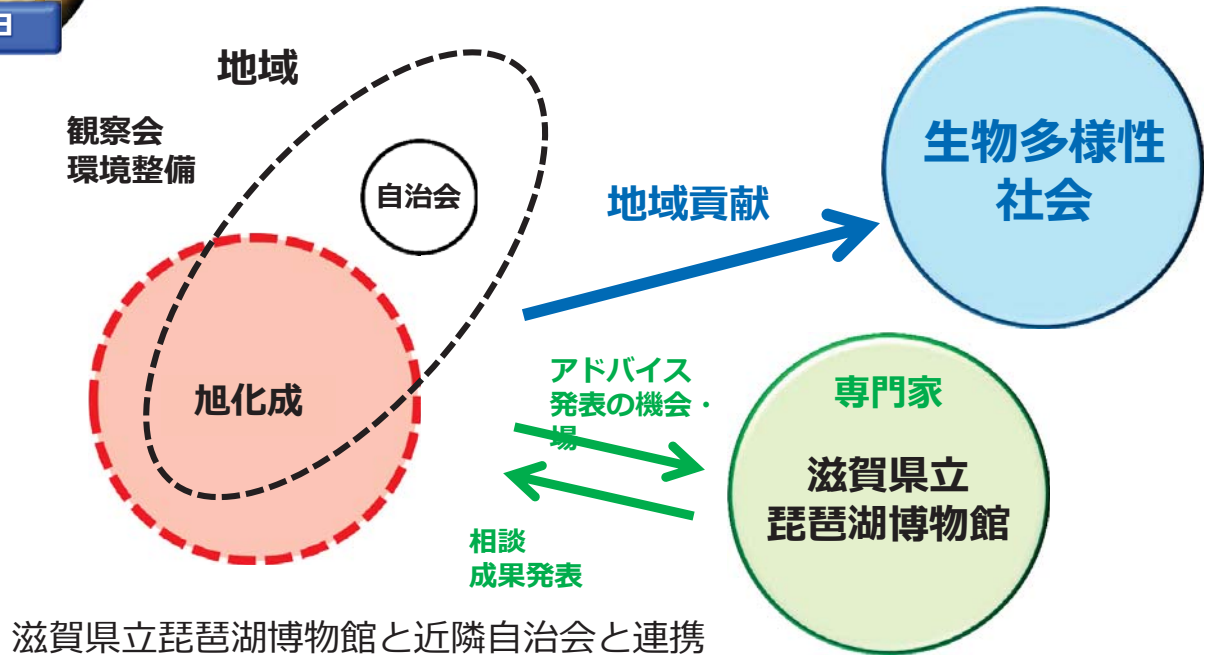 日
地域
観察会
環境整備
自治会
旭化成
地域貢献
生物多様性
社会
アドバイス
発表の機会・
場
専門家
滋賀県立
琵琶湖博物館
相談
成果発表
滋賀県立琵琶湖博物館と近隣自治会と連携